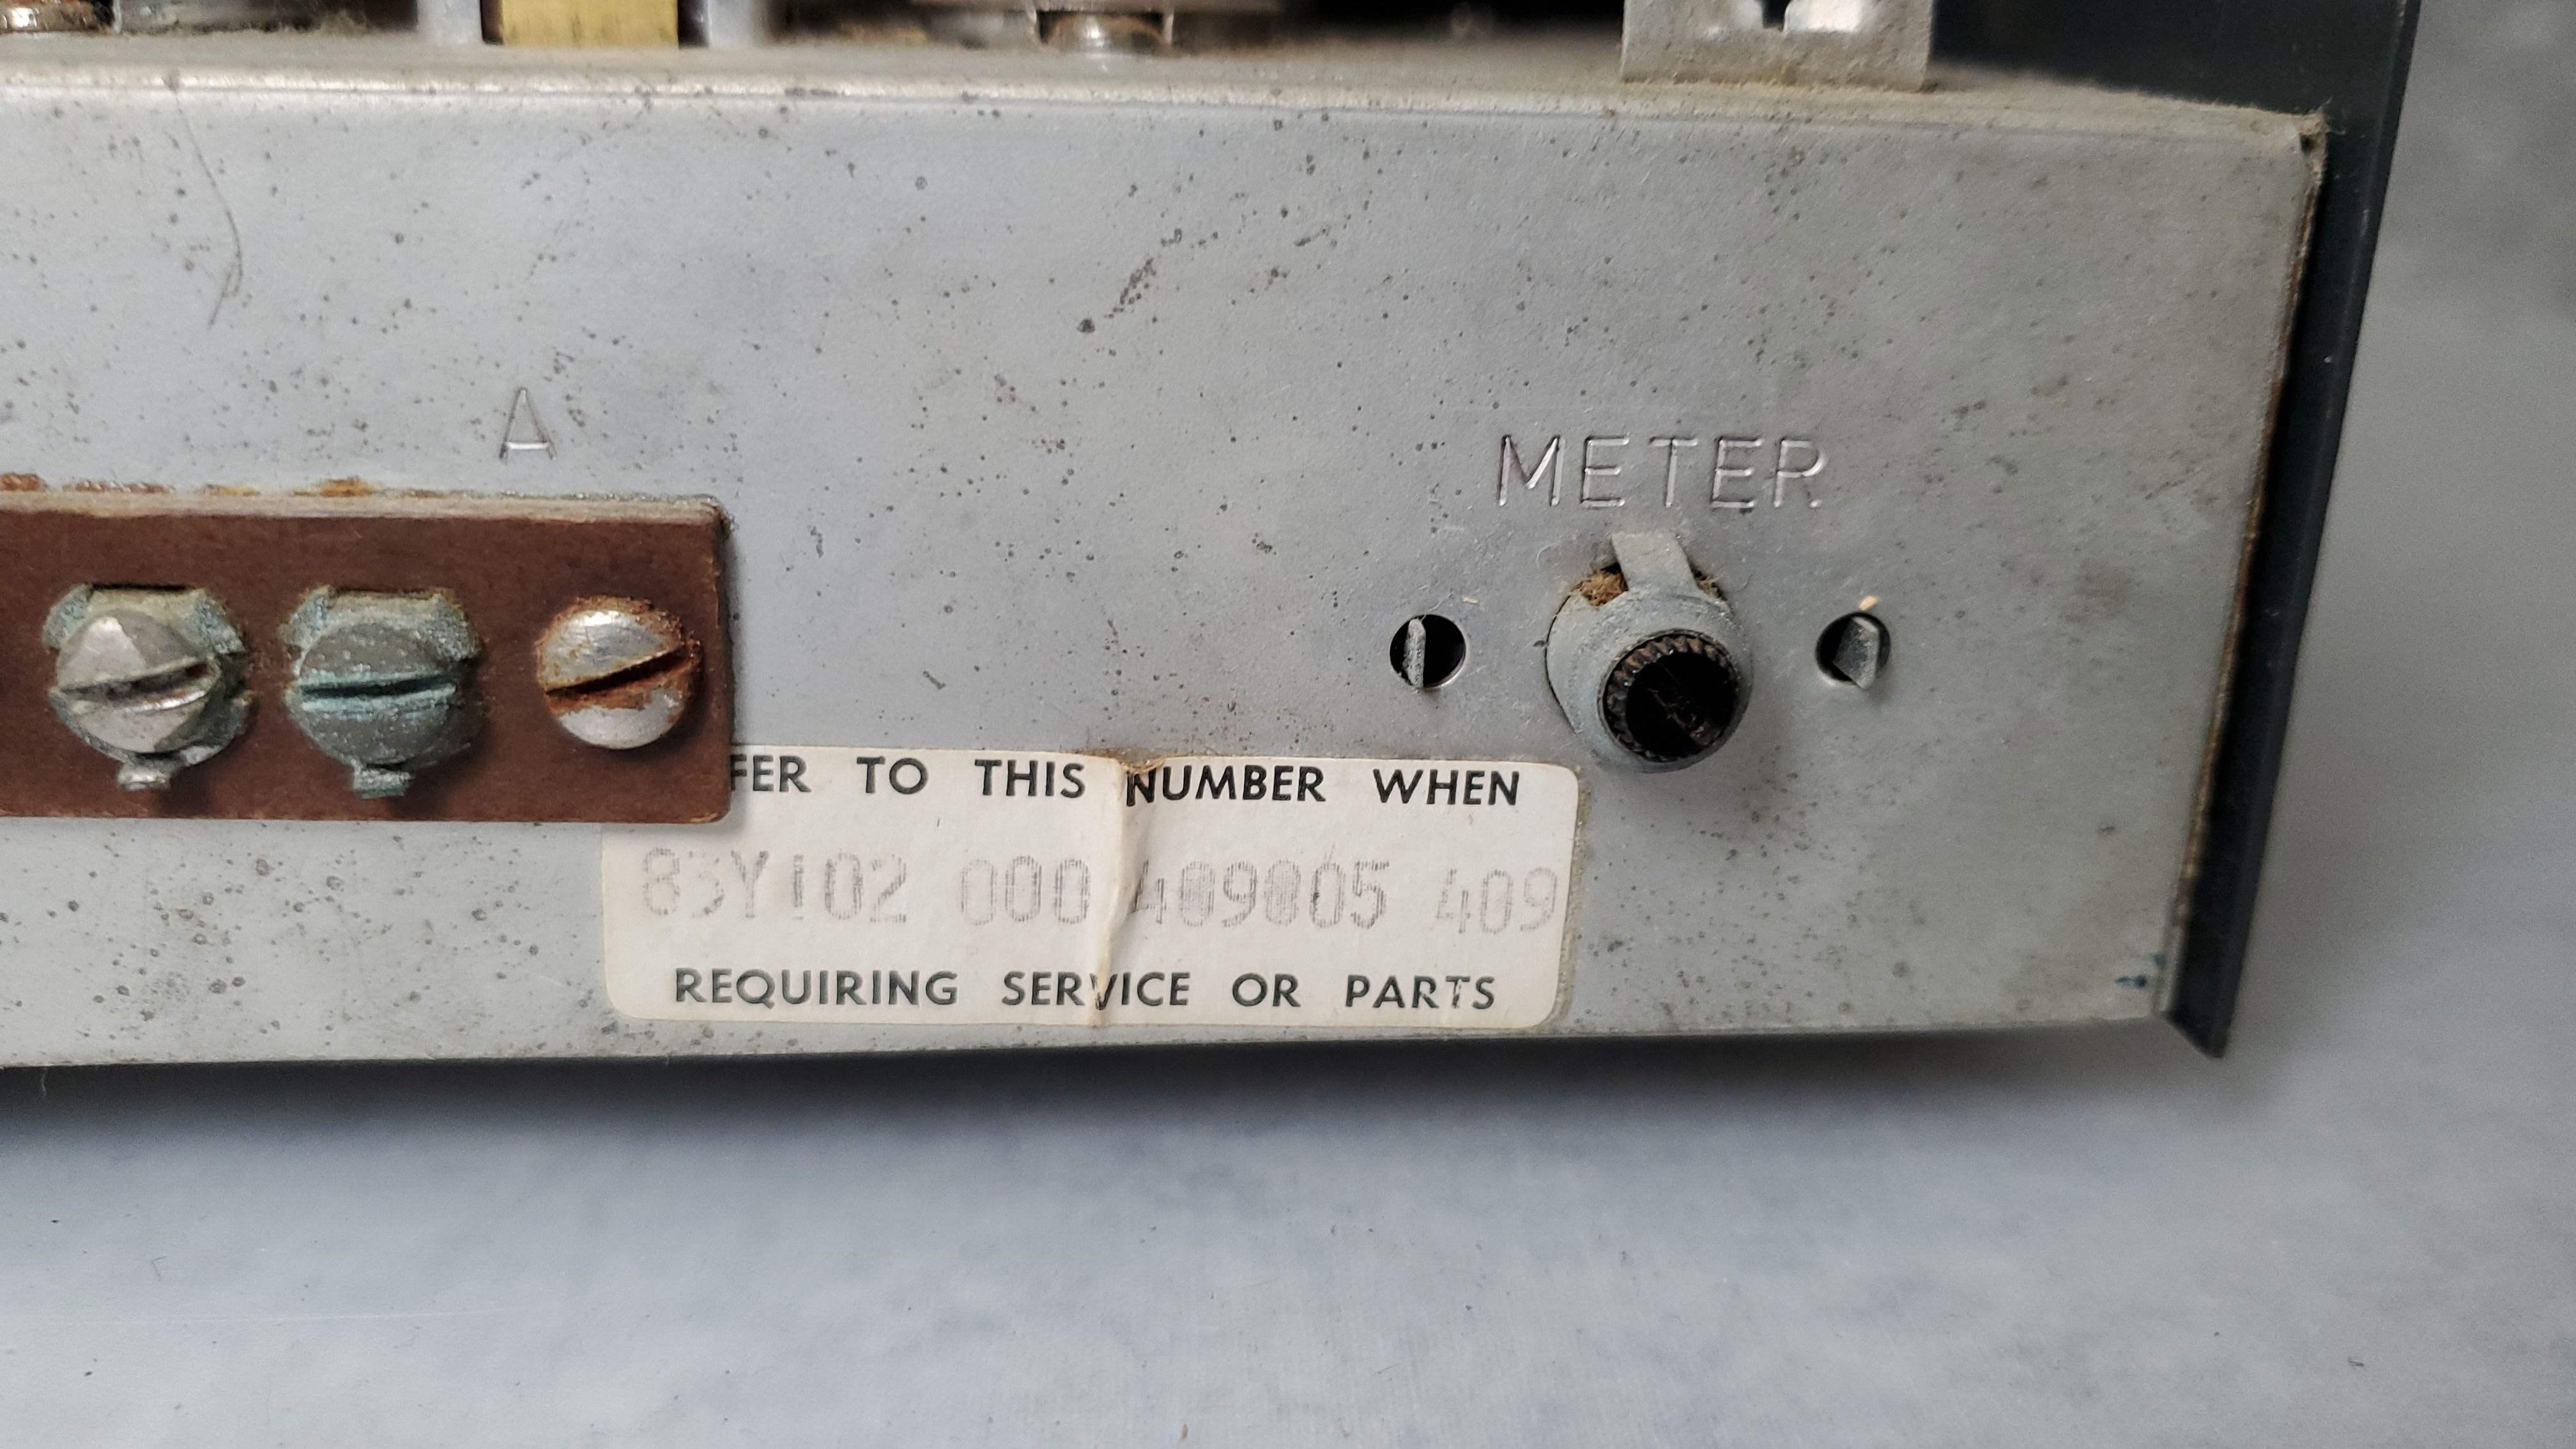 A
METER
FER TO THIS NUMBER WHEN
83Y102 000 409005 409
REQUIRING SERVICE OR PARTS